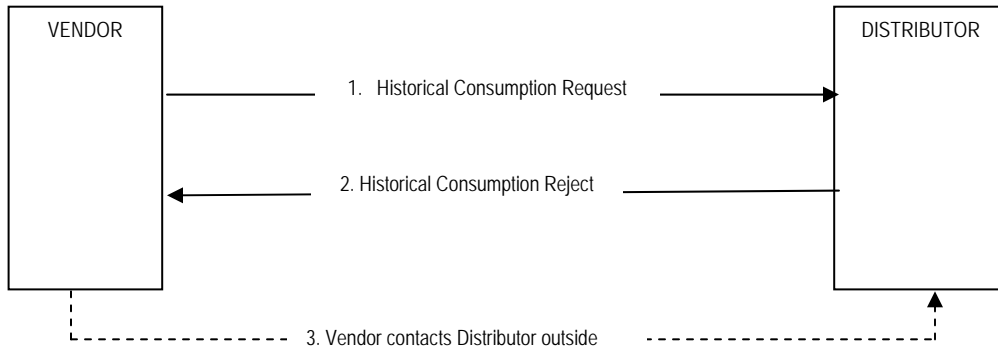 VENDOR
DISTRIBUTOR
1. Historical Consumption Request
2. Historical Consumption Reject
3. Vendor contacts Distributor outside